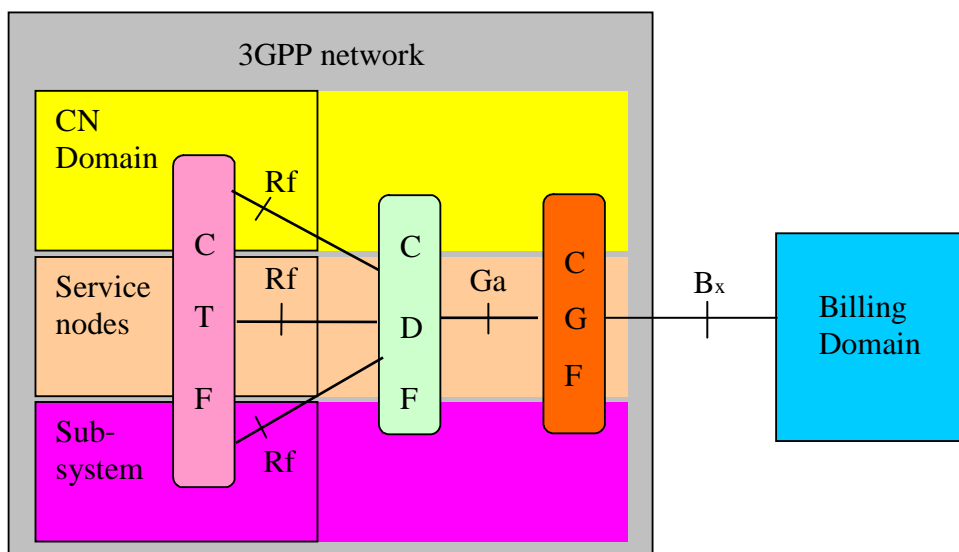 3GPP network
CN
Domain
Rf
C
T
F
Service
nodes
Rf
Sub-
system
Rf
C
D
F
Ga
C
G
F
Bx
Billing
Domain